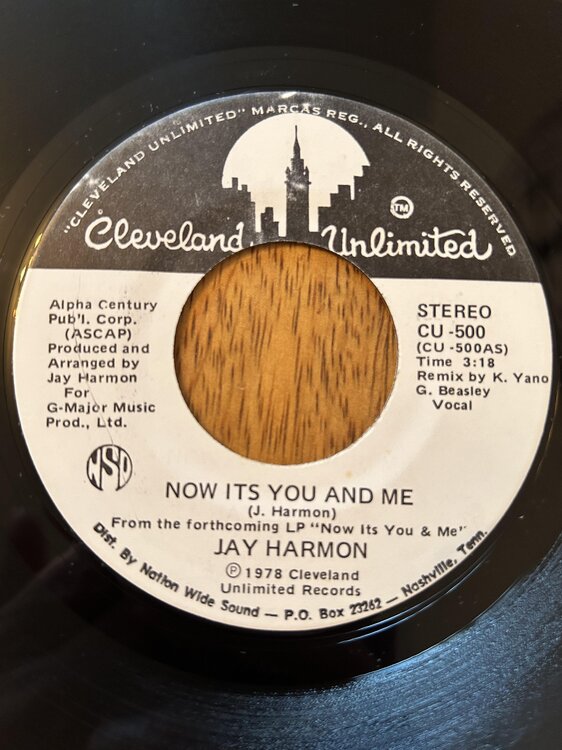 "CLEVELAND UNLIMITED" MARCAS REG., ALL RIGHTS RESERVED
Cleveland Unlimited
TM
Alpha Century
Pub'l. Corp.
(ASCAP)
Produced and
Arranged by
Jay Harmon
For
G-Major Music
Prod., Ltd.
NSD
STEREO
CU -500
(CU -500AS)
Time 3:18
Remix by K. Yano
G. Beasley
Vocal
NOW ITS YOU AND ME
(J. Harmon)
From the forthcoming LP "Now Its You & Me"
JAY HARMON
Ⓟ 1978 Cleveland
Unlimited Records
Dist. By Nation Wide Sound — P.O. Box 23262 – Nashville, Tenn.